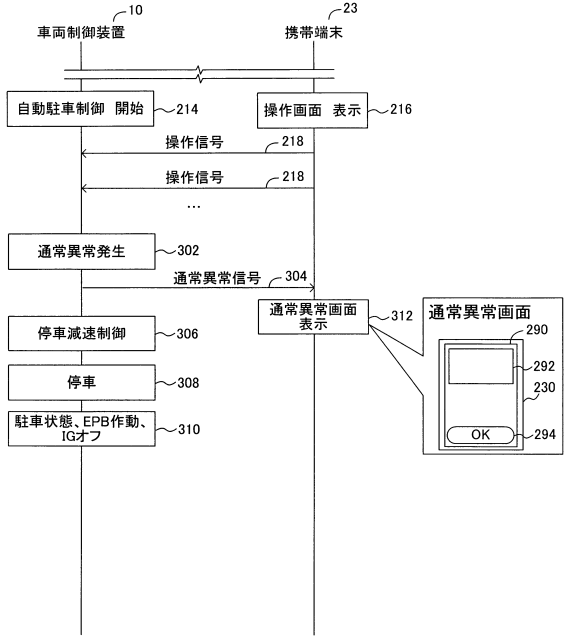 10
23
車両制御装置
携帯端末
自動駐車制御 開始
214
操作画面 表示
216
操作信号
218
操作信号
218
...
通常異常発生
302
通常異常信号
304
通常異常画面
表示
312
停車減速制御
306
停車
308
駐車状態、EPB作動、
IGオフ
310
通常異常画面
290
292
230
OK
294